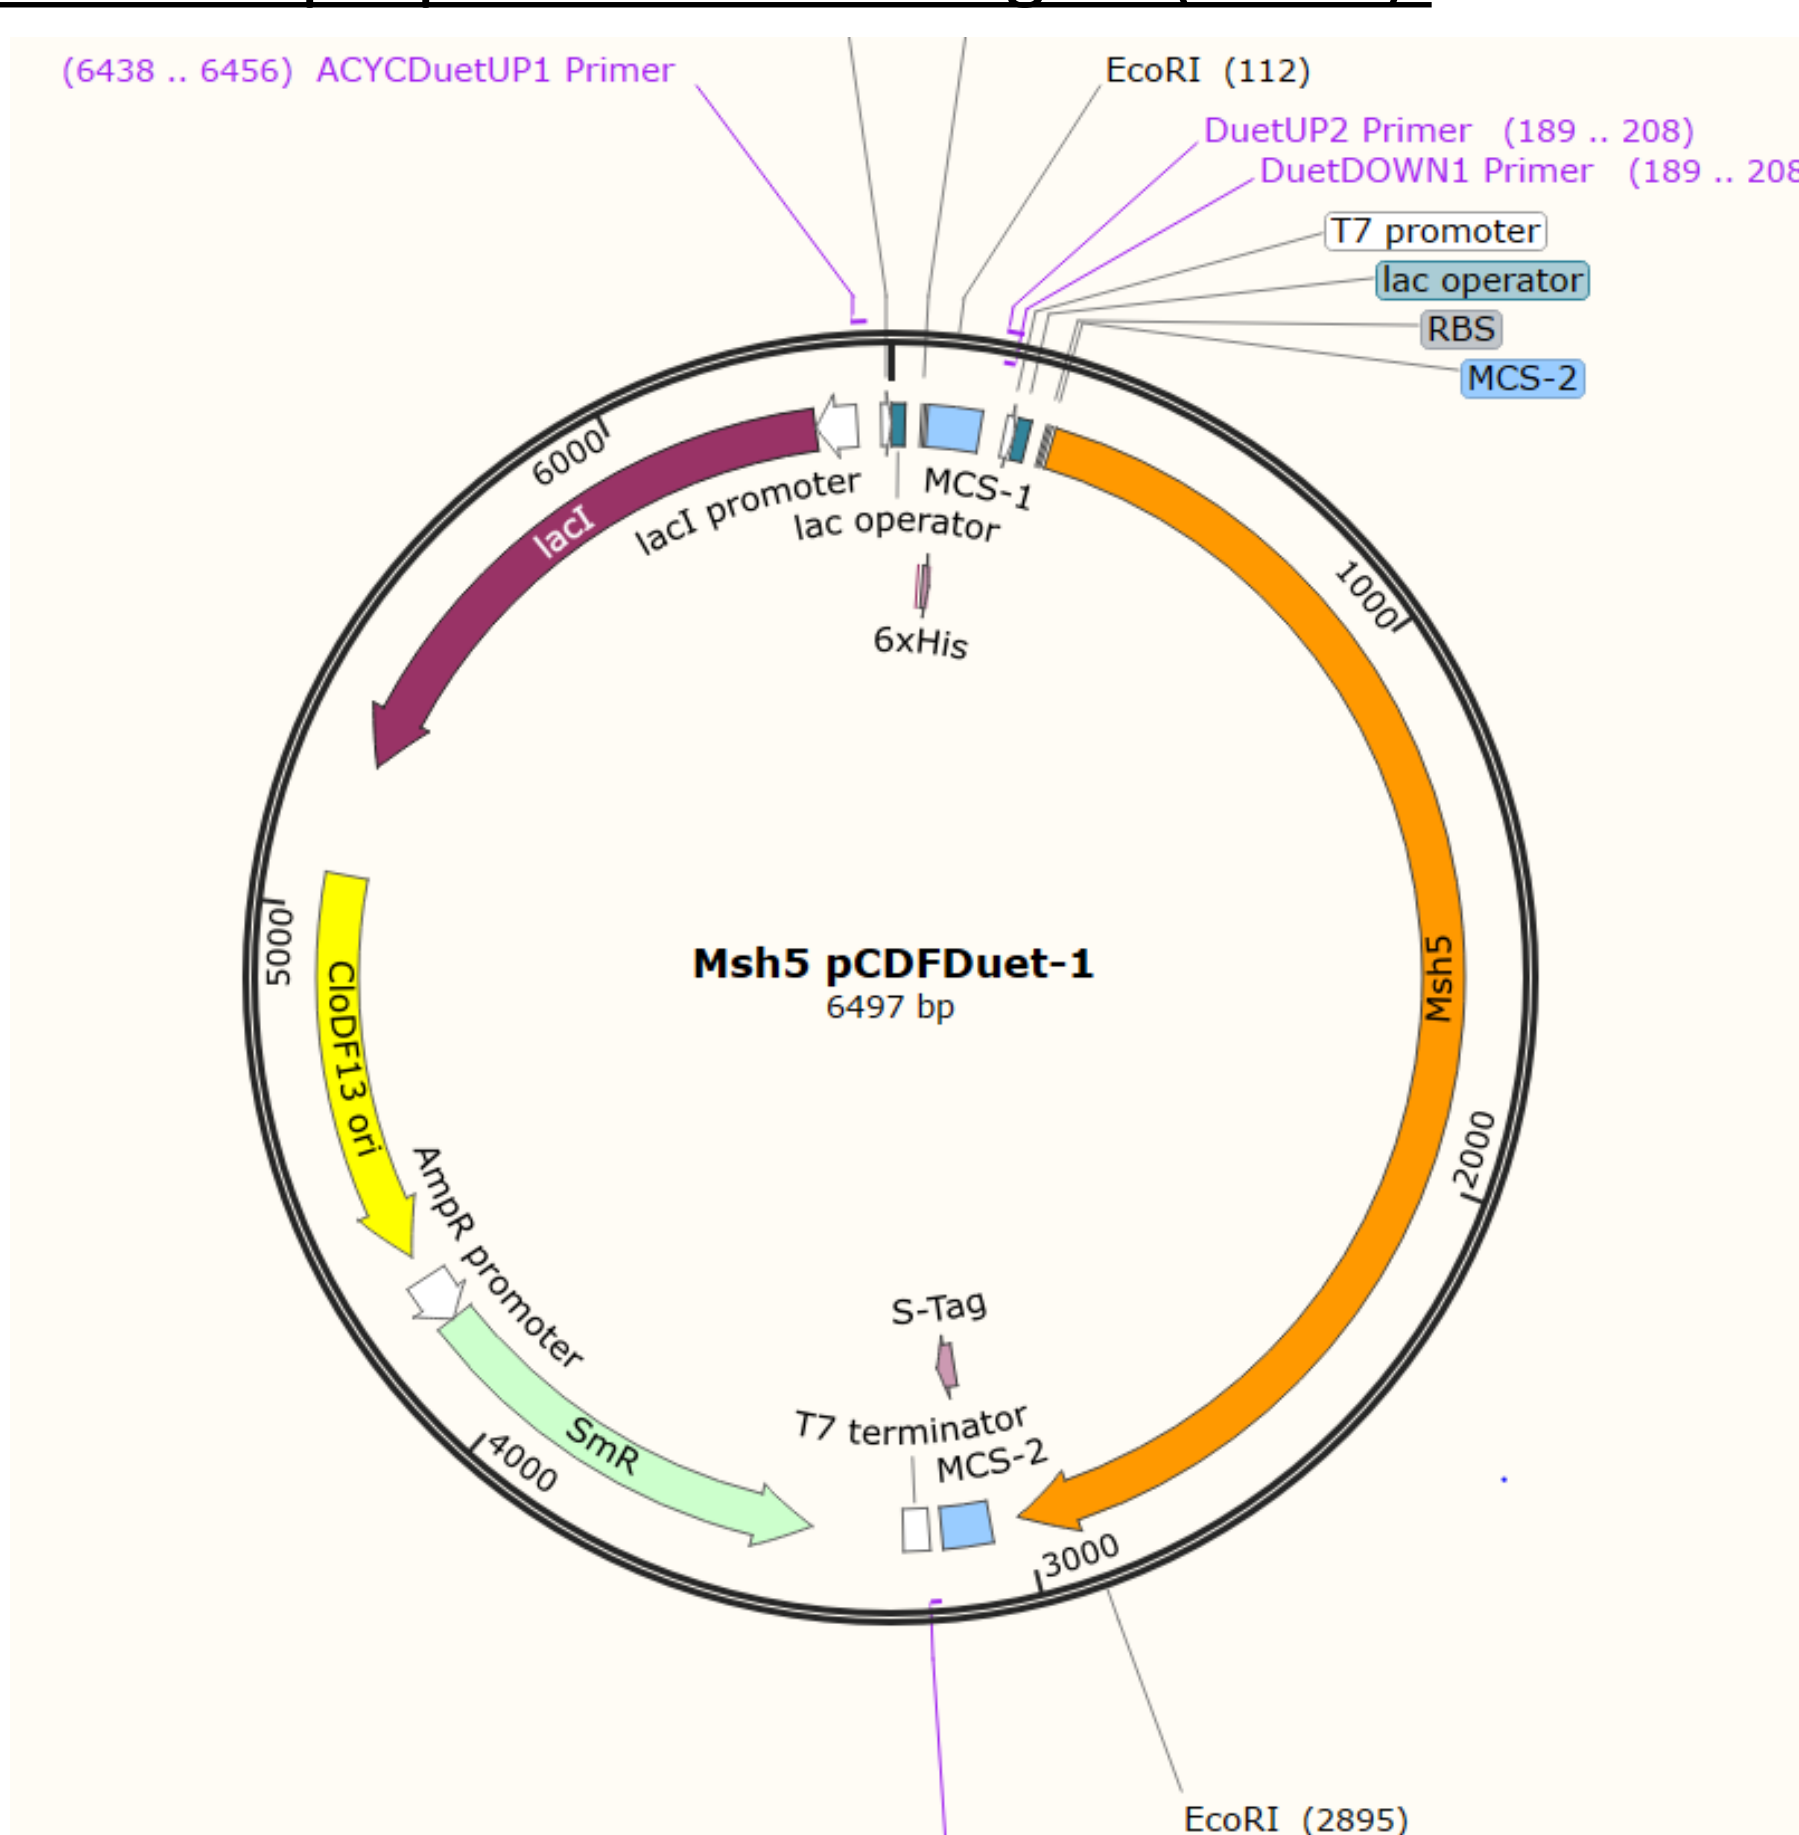 (6438 .. 6456) ACYCDuetUP1 Primer
EcoRI (112)
DuetUP2 Primer (189 .. 208)
DuetDOWN1 Primer (189 .. 208
T7 promoter
lac operator
RBS
MCS-2
6000
lacI
lacI promoter
MCS-1
lac operator
6xHis
1000
Msh5
5000
CloDF13 ori
Msh5 pCDFDuet-1
6497 bp
2000
AmpR promoter
S-Tag
T7 terminator
MCS-2
SmR
4000
3000
EcoRI (2895)